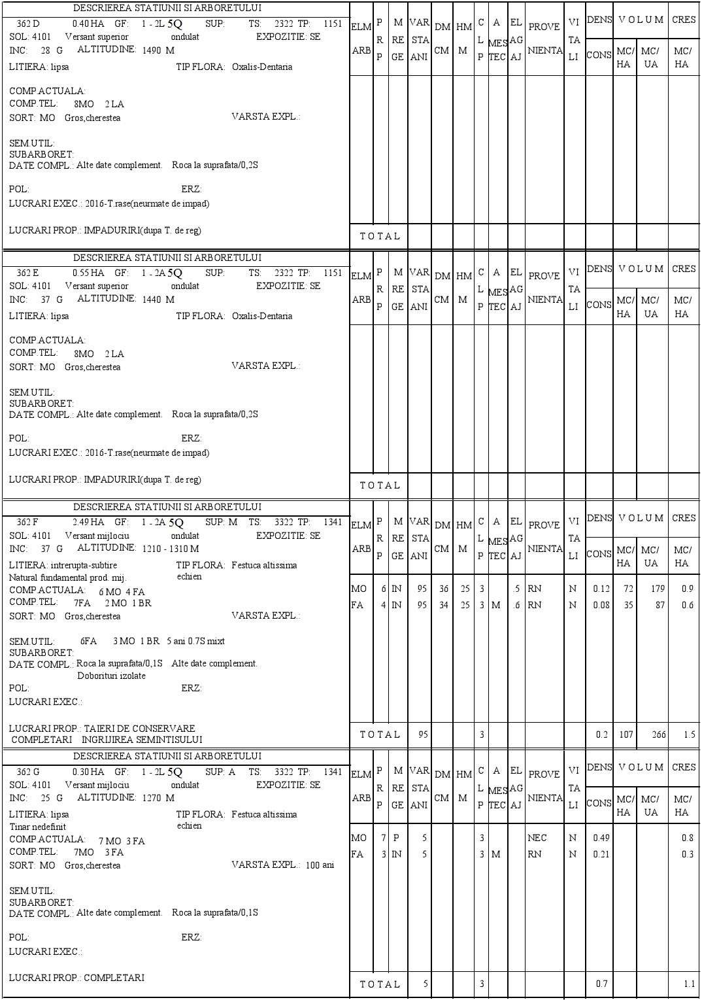 DESCRIEREA STATIUNII SI ARBORETULUI
362 D 0.40 HA GF: 1 - 2L 5Q SUP: TS: 2322 TP: 1151
SOL: 4101 Versant superior ondulat EXPOZITIE: SE
INC: 28 G ALTITUDINE: 1490 M
LITIERA: lipsa TIP FLORA: Oxalis-Dentaria
COMP.ACTUALA:
COMP.TEL: 8MO 2 LA
SORT: MO Gros,cherestea VARSTA EXPL.:
SEM.UTIL:
SUBARBORET:
DATE COMPL.: Alte date complement. Roca la suprafata/0,2S
POL: ERZ:
LUCRARI EXEC.: 2016-T.rase(neurmate de impad)
LUCRARI PROP.: IMPADURIRI(dupa T. de reg)
ELM P M VAR DM HM C A EL PROVE VI DENS V O L U M CRES
R RE STA L MES AG TA
ARB P GE ANI CM M P TEC AJ NIENTA LI CONS MC/ MC/ MC/
HA UA HA
T O T A L
DESCRIEREA STATIUNII SI ARBORETULUI
362 E 0.55 HA GF: 1 - 2A 5Q SUP: TS: 2322 TP: 1151
SOL: 4101 Versant superior ondulat EXPOZITIE: SE
INC: 37 G ALTITUDINE: 1440 M
LITIERA: lipsa TIP FLORA: Oxalis-Dentaria
COMP.ACTUALA:
COMP.TEL: 8MO 2 LA
SORT: MO Gros,cherestea VARSTA EXPL.:
SEM.UTIL:
SUBARBORET:
DATE COMPL.: Alte date complement. Roca la suprafata/0,2S
POL: ERZ:
LUCRARI EXEC.: 2016-T.rase(neurmate de impad)
LUCRARI PROP.: IMPADURIRI(dupa T. de reg)
ELM P M VAR DM HM C A EL PROVE VI DENS V O L U M CRES
R RE STA L MES AG TA
ARB P GE ANI CM M P TEC AJ NIENTA LI CONS MC/ MC/ MC/
HA UA HA
T O T A L
DESCRIEREA STATIUNII SI ARBORETULUI
362 F 2.49 HA GF: 1 - 2A 5Q SUP: M TS: 3322 TP: 1341
SOL: 4101 Versant mijlociu ondulat EXPOZITIE: SE
INC: 37 G ALTITUDINE: 1210 - 1310 M
LITIERA: intrerupta-subtire TIP FLORA: Festuca altissima
Natural fundamental prod. mij. echien
COMP.ACTUALA: 6 MO 4 FA
COMP.TEL: 7FA 2 MO 1 BR
SORT: MO Gros,cherestea VARSTA EXPL.:
SEM.UTIL: 6FA 3 MO 1 BR 5 ani 0.7S mixt
SUBARBORET:
DATE COMPL.: Roca la suprafata/0,1S Alte date complement.
Doborituri izolate
POL: ERZ:
LUCRARI EXEC.:
LUCRARI PROP.: TAIERI DE CONSERVARE
COMPLETARI INGRIJIREA SEMINTISULUI
ELM P M VAR DM HM C A EL PROVE VI DENS V O L U M CRES
R RE STA L MES AG TA
ARB P GE ANI CM M P TEC AJ NIENTA LI CONS MC/ MC/ MC/
HA UA HA
MO 6 IN 95 36 25 3 .5 RN N 0.12 72 179 0.9
FA 4 IN 95 34 25 3 M .6 RN N 0.08 35 87 0.6
T O T A L 95 3 0.2 107 266 1.5
DESCRIEREA STATIUNII SI ARBORETULUI
362 G 0.30 HA GF: 1 - 2L 5Q SUP: A TS: 3322 TP: 1341
SOL: 4101 Versant mijlociu ondulat EXPOZITIE: SE
INC: 25 G ALTITUDINE: 1270 M
LITIERA: lipsa TIP FLORA: Festuca altissima
Tinar nedefinit echien
COMP.ACTUALA: 7 MO 3 FA
COMP.TEL: 7MO 3 FA
SORT: MO Gros,cherestea VARSTA EXPL.: 100 ani
SEM.UTIL:
SUBARBORET:
DATE COMPL.: Alte date complement. Roca la suprafata/0,1S
POL: ERZ:
LUCRARI EXEC.:
LUCRARI PROP.: COMPLETARI
ELM P M VAR DM HM C A EL PROVE VI DENS V O L U M CRES
R RE STA L MES AG TA
ARB P GE ANI CM M P TEC AJ NIENTA LI CONS MC/ MC/ MC/
HA UA HA
MO 7 P 5 3 NEC N 0.49 0.8
FA 3 IN 5 3 M RN N 0.21 0.3
T O T A L 5 3 0.7 1.1